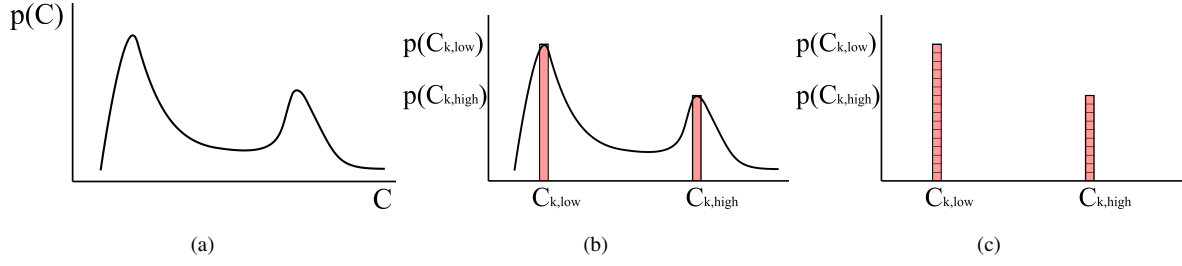 p(C)
C
(a)
p(Ck,low)
p(Ck,high)
Ck,low
Ck,high
(b)
p(Ck,low)
p(Ck,high)
Ck,low
Ck,high
(c)